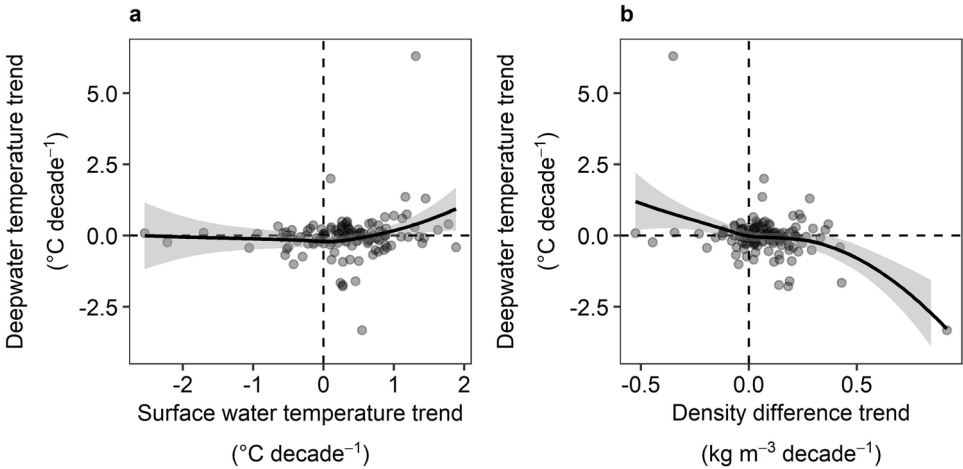 a
Deepwater temperature trend
(°C decade⁻¹)
5.0
2.5
0.0
-2.5
-2 -1 0 1 2
Surface water temperature trend
(°C decade⁻¹)
b
Deepwater temperature trend
(°C decade⁻¹)
5.0
2.5
0.0
-2.5
-0.5 0.0 0.5
Density difference trend
(kg m⁻³ decade⁻¹)